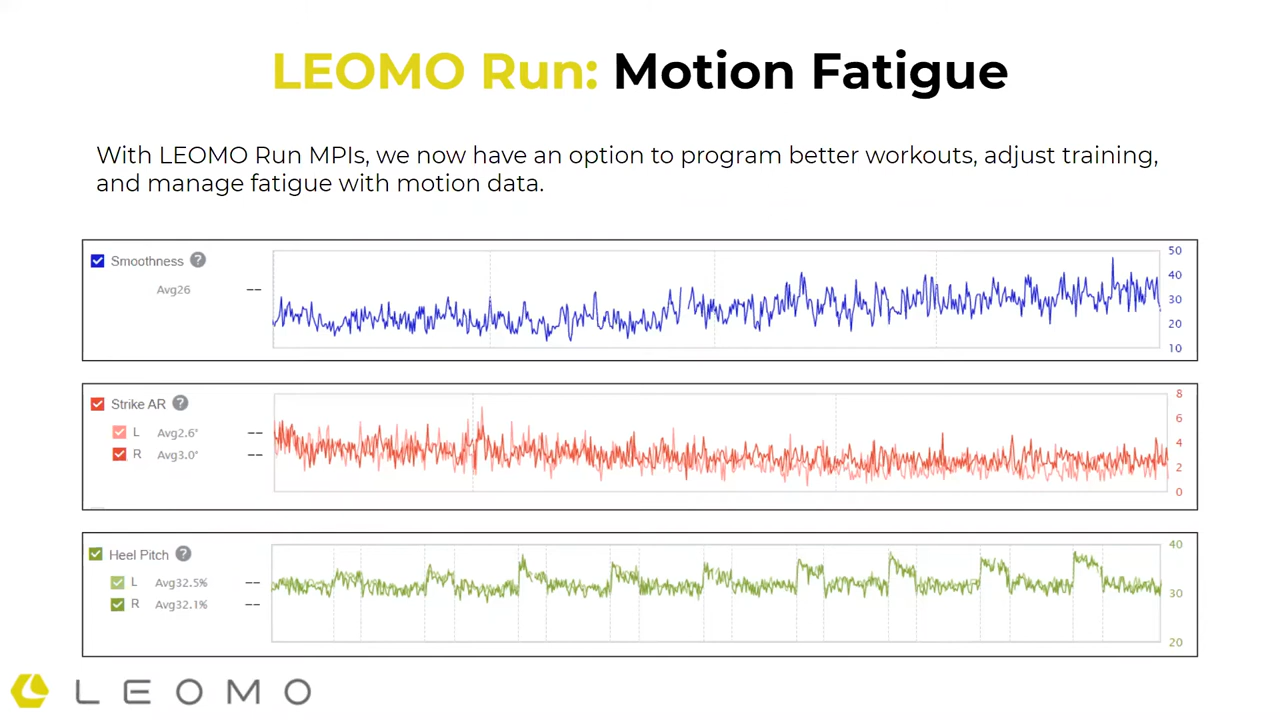 LEOMO Run: Motion Fatigue
With LEOMO Run MPIs, we now have an option to program better workouts, adjust training,
and manage fatigue with motion data.
Smoothness ?
Avg26 --
50
40
30
20
10
Strike AR ?
L Avg2.6° --
R Avg3.0° --
8
6
4
2
0
Heel Pitch ?
L Avg32.5% --
R Avg32.1% --
40
30
20
LEOMO